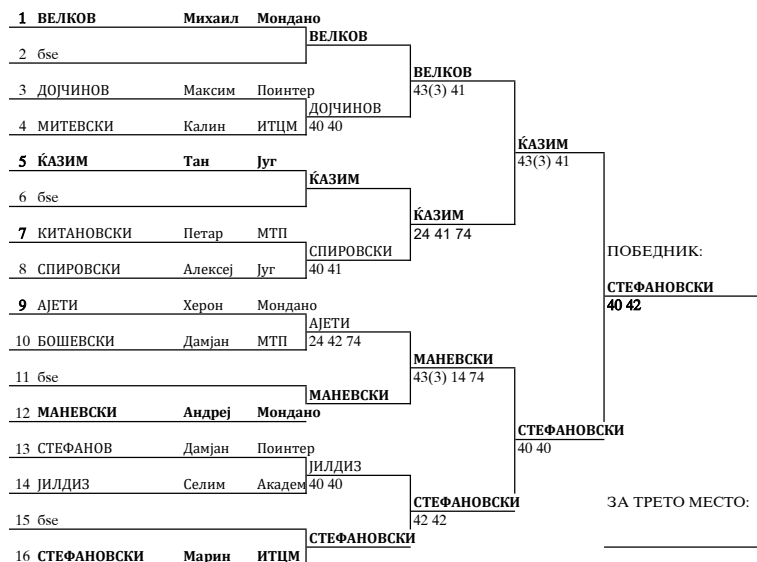 1 ВЕЛКОВ Михаил Мондано
ВЕЛКОВ
2 бѕе
ВЕЛКОВ
3 ДОЈЧИНОВ Максим Поинтер
43(3) 41
ДОЈЧИНОВ
4 МИТЕВСКИ Калин ИТЦМ 40 40
ЌАЗИМ
5 ЌАЗИМ Тан Југ
43(3) 41
ЌАЗИМ
6 бѕе
ЌАЗИМ
7 КИТАНОВСКИ Петар МТП
24 41 74
СПИРОВСКИ
ПОБЕДНИК:
8 СПИРОВСКИ Алексеј Југ 40 41
СТЕФАНОВСКИ
9 АЈЕТИ Херон Мондано
40 42
АЈЕТИ
10 БОШЕВСКИ Дамјан МТП 24 42 74
МАНЕВСКИ
11 бѕе
43(3) 14 74
МАНЕВСКИ
12 МАНЕВСКИ Андреј Мондано
СТЕФАНОВСКИ
13 СТЕФАНОВ Дамјан Поинтер
40 40
ЈИЛДИЗ
14 ЈИЛДИЗ Селим Академ 40 40
СТЕФАНОВСКИ
ЗА ТРЕТО МЕСТО:
15 бѕе
42 42
СТЕФАНОВСКИ
16 СТЕФАНОВСКИ Марин ИТЦМ